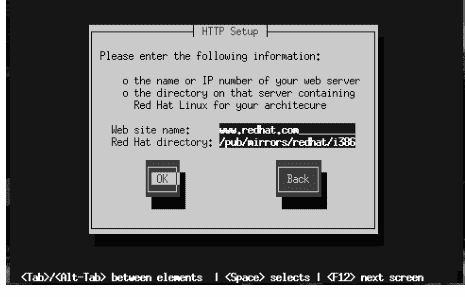 HTTP Setup
Please enter the following information:
o the name or IP number of your web server
o the directory on that server containing
Red Hat Linux for your architecure
Web site name: www.redhat.com
Red Hat directory: /pub/mirrors/redhat/i386
OK Back
<Tab>/<Alt-Tab> between elements | <Space> selects | <F12> next screen